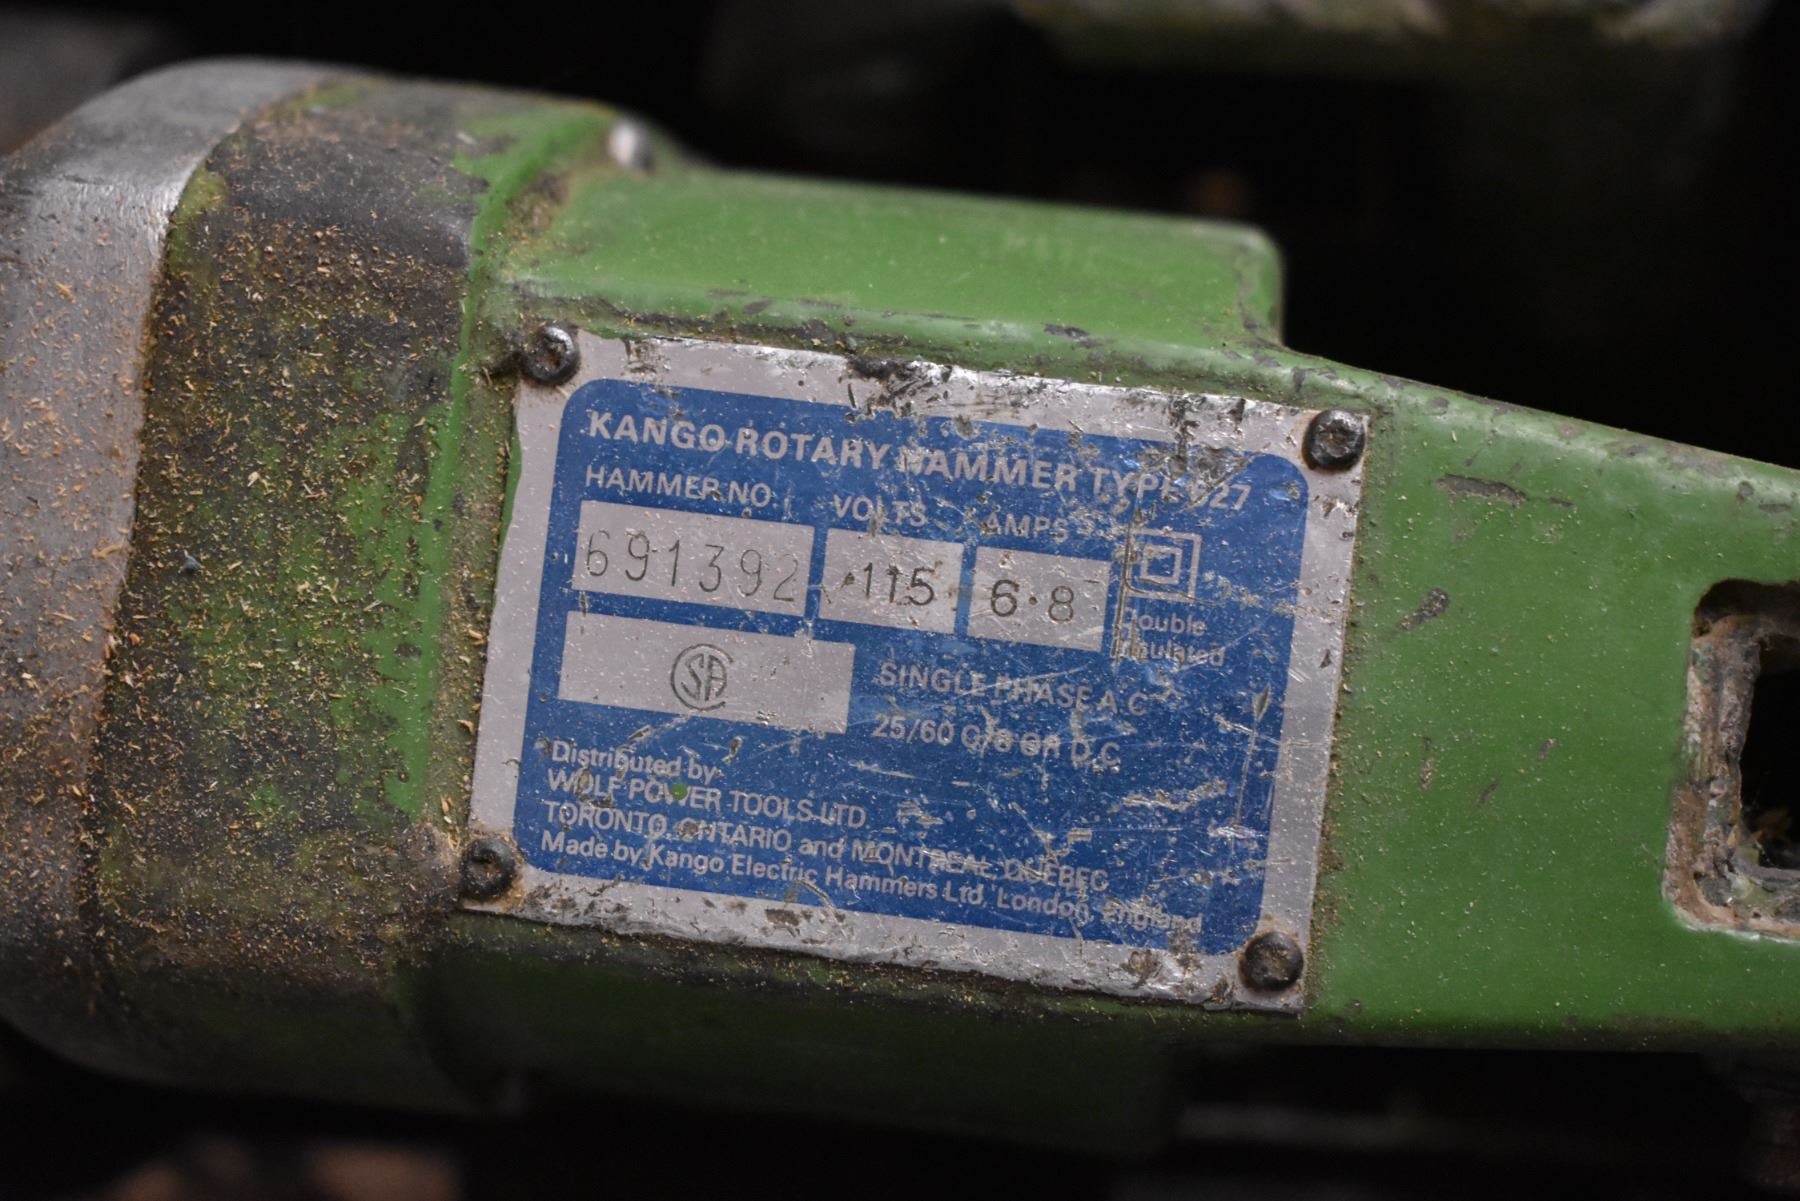 KANGO ROTARY HAMMER TYPE 27
HAMMER NO. VOLTS AMPS
691392 115 6.8
Double
Insulated
CSA
SINGLE PHASE A.C
25/60 C/S OR D.C.
Distributed by
WOLF POWER TOOLS LTD
TORONTO, ONTARIO and MONTREAL, QUEBEC
Made by Kango Electric Hammers Ltd, London, England